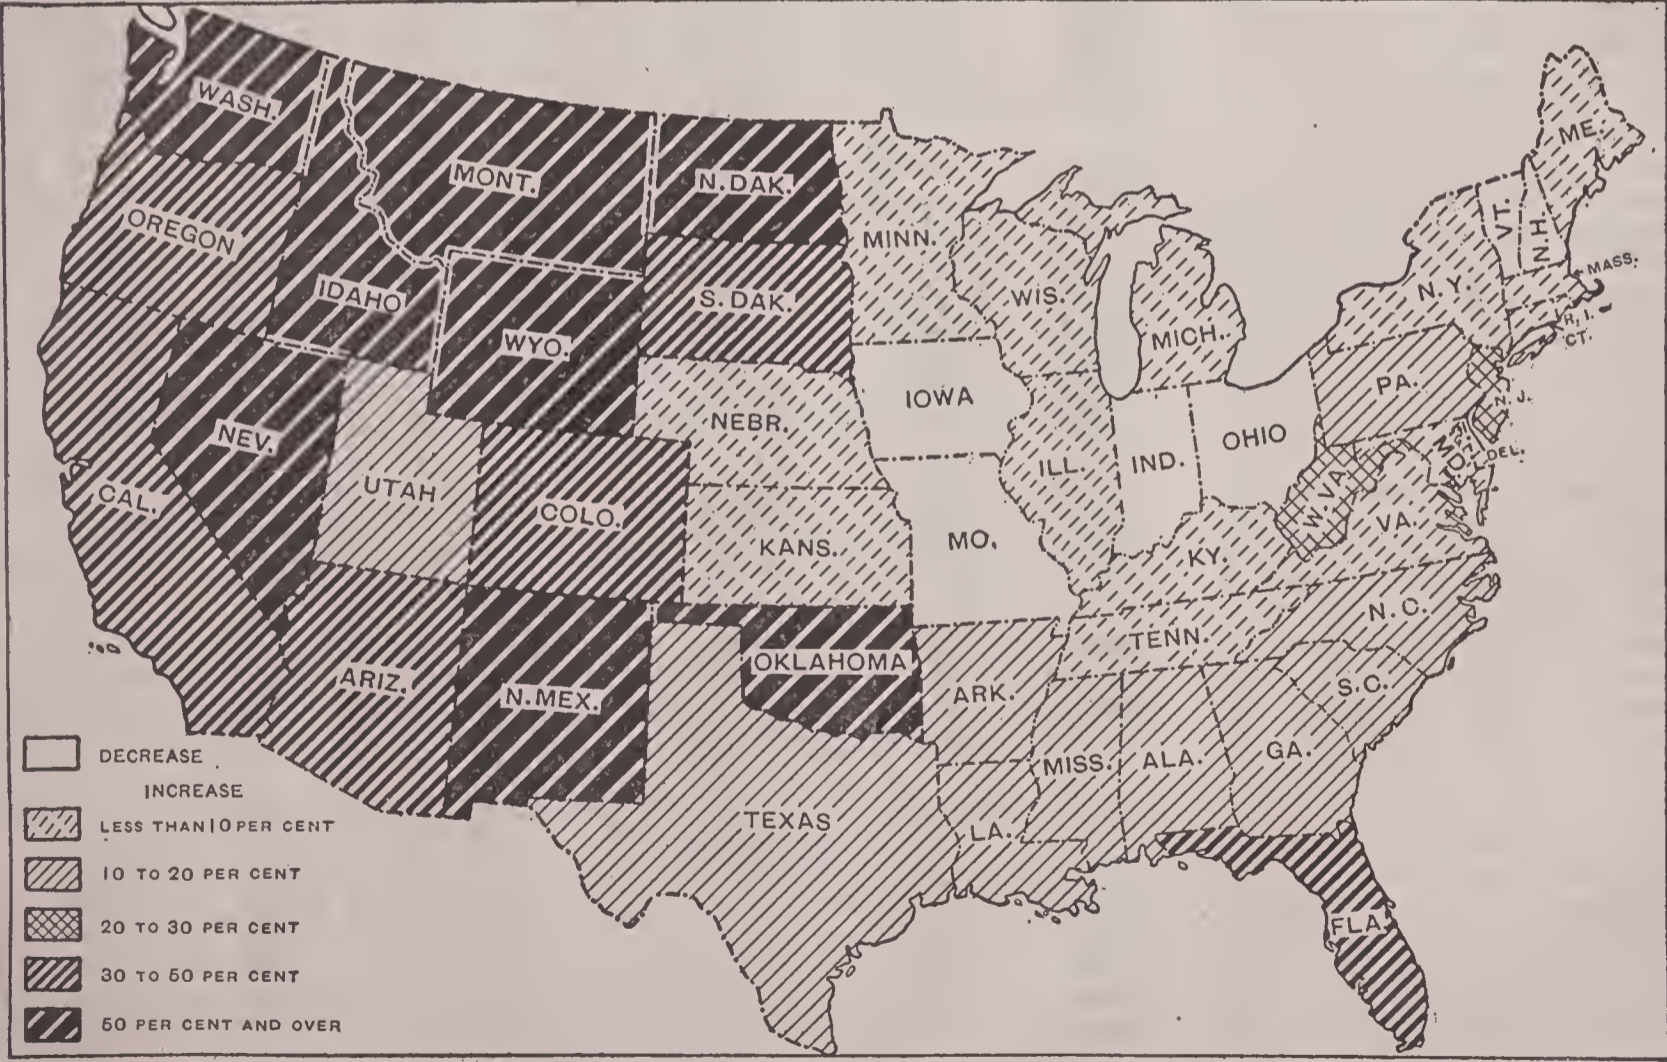 WASH.
MONT.
N.DAK.
MINN.
ME.
VT.
N.H.
MASS.
R.I.
CT.
N.Y.
OREGON
IDAHO
WYO.
S.DAK.
WIS.
MICH.
PA.
N.J.
DEL.
MD.
NEV.
UTAH
COLO.
NEBR.
IOWA
ILL.
IND.
OHIO
W.VA.
VA.
CAL.
KANS.
MO.
KY.
ARIZ.
N.MEX.
OKLAHOMA
ARK.
TENN.
N.C.
S.C.
TEXAS
LA.
MISS.
ALA.
GA.
FLA.
DECREASE
INCREASE
LESS THAN 10 PER CENT
10 TO 20 PER CENT
20 TO 30 PER CENT
30 TO 50 PER CENT
50 PER CENT AND OVER